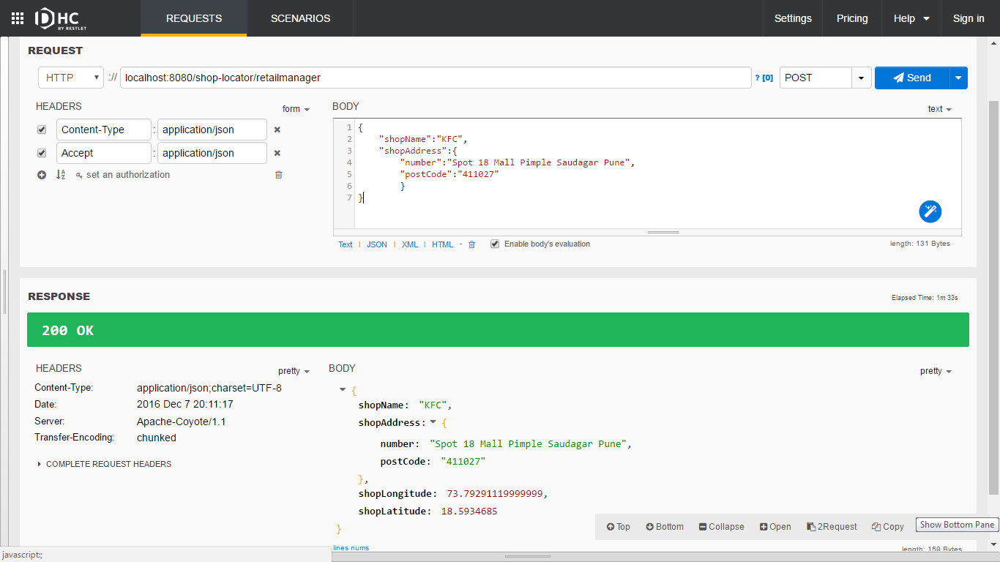 DHC BY RESTLET REQUESTS SCENARIOS Settings Pricing Help Sign in
REQUEST
HTTP :// localhost:8080/shop-locator/retailmanager ? [0] POST Send
HEADERS form
Content-Type : application/json
Accept : application/json
set an authorization
BODY text
1 {
2 "shopName":"KFC",
3 "shopAddress":{
4 "number":"Spot 18 Mall Pimple Saudagar Pune",
5 "postCode":"411027"
6 }
7 }
Text JSON XML HTML - Enable body's evaluation length: 131 Bytes
RESPONSE Elapsed Time: 1m 33s
200 OK
HEADERS pretty
Content-Type: application/json;charset=UTF-8
Date: 2016 Dec 7 20:11:17
Server: Apache-Coyote/1.1
Transfer-Encoding: chunked
COMPLETE REQUEST HEADERS
BODY pretty
{
shopName: "KFC",
shopAddress: {
number: "Spot 18 Mall Pimple Saudagar Pune",
postCode: "411027"
},
shopLongitude: 73.79291119999999,
shopLatitude: 18.5934685
}
Top Bottom Collapse Open 2Request Copy Show Bottom Pane
lines nums length: 159 Bytes
javascript:;